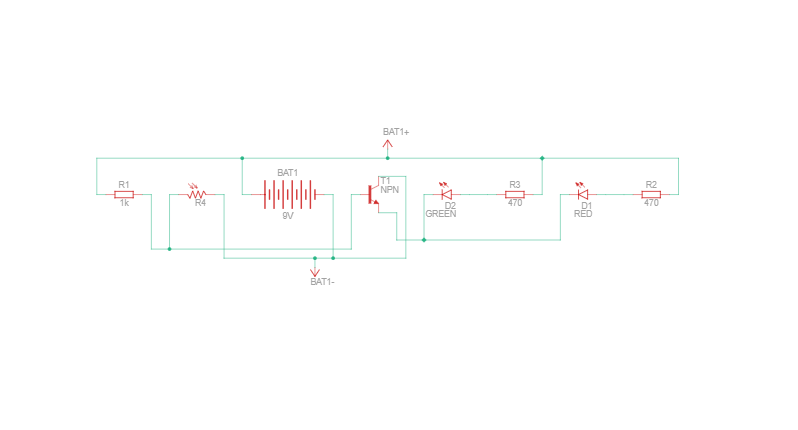 BAT1+
R1
1k
R4
BAT1
9V
T1
NPN
D2
GREEN
R3
470
D1
RED
R2
470
BAT1-